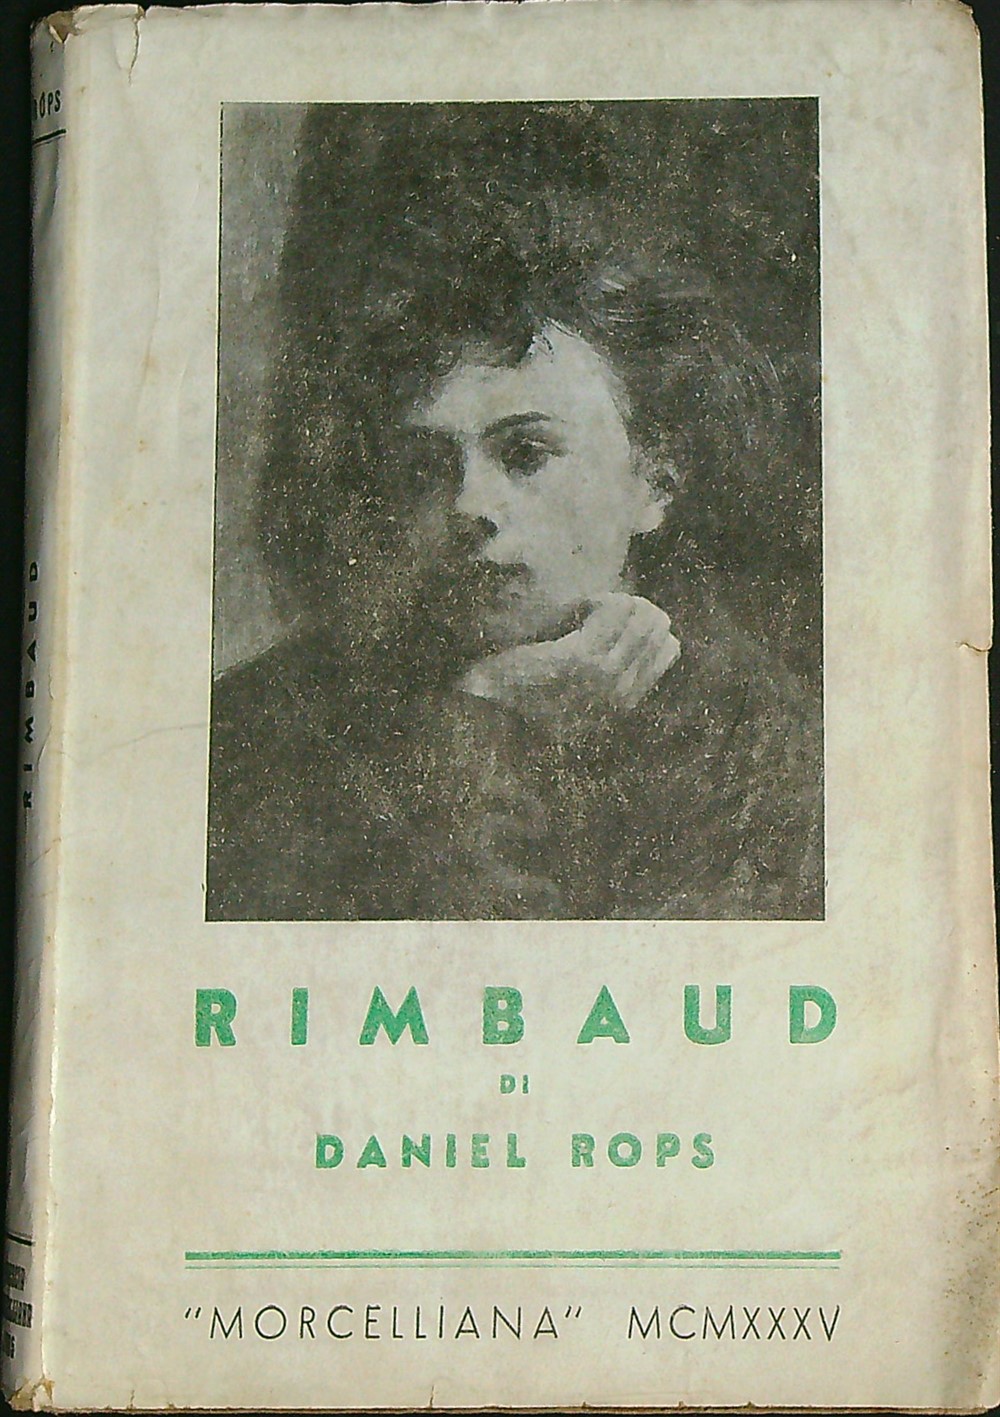 RIMBAUD
DI
DANIEL ROPS
"MORCELLIANA" MCMXXXV
ROPS
RIMBAUD